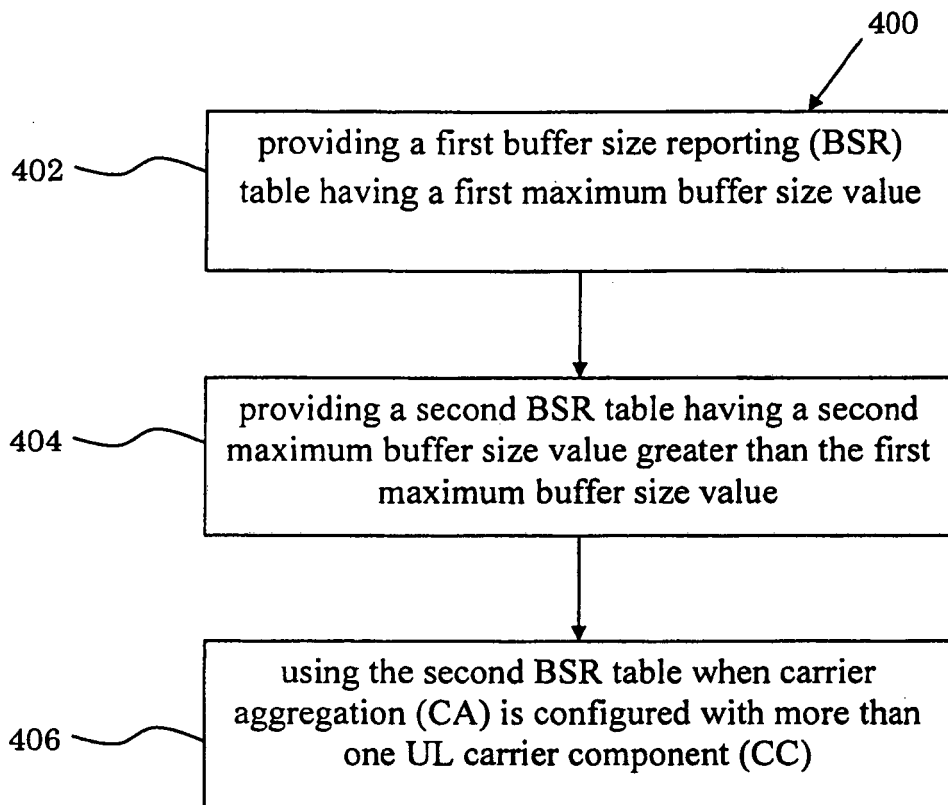 400
402
providing a first buffer size reporting (BSR)
table having a first maximum buffer size value
404
providing a second BSR table having a second
maximum buffer size value greater than the first
maximum buffer size value
406
using the second BSR table when carrier
aggregation (CA) is configured with more than
one UL carrier component (CC)